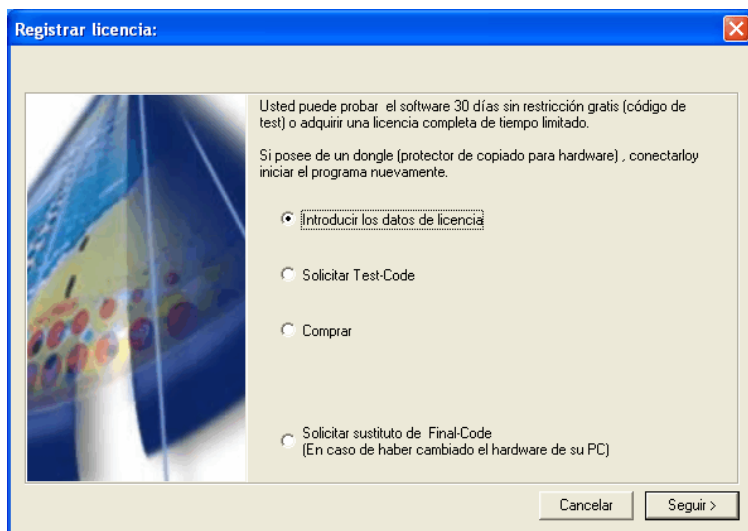 Registrar licencia:
Usted puede probar el software 30 días sin restricción gratis (código de
test) o adquirir una licencia completa de tiempo limitado.
Si posee de un dongle (protector de copiado para hardware) , conectarloy
iniciar el programa nuevamente.
Introducir los datos de licencia
Solicitar Test-Code
Comprar
Solicitar sustituto de Final-Code
(En caso de haber cambiado el hardware de su PC)
Cancelar
Seguir >